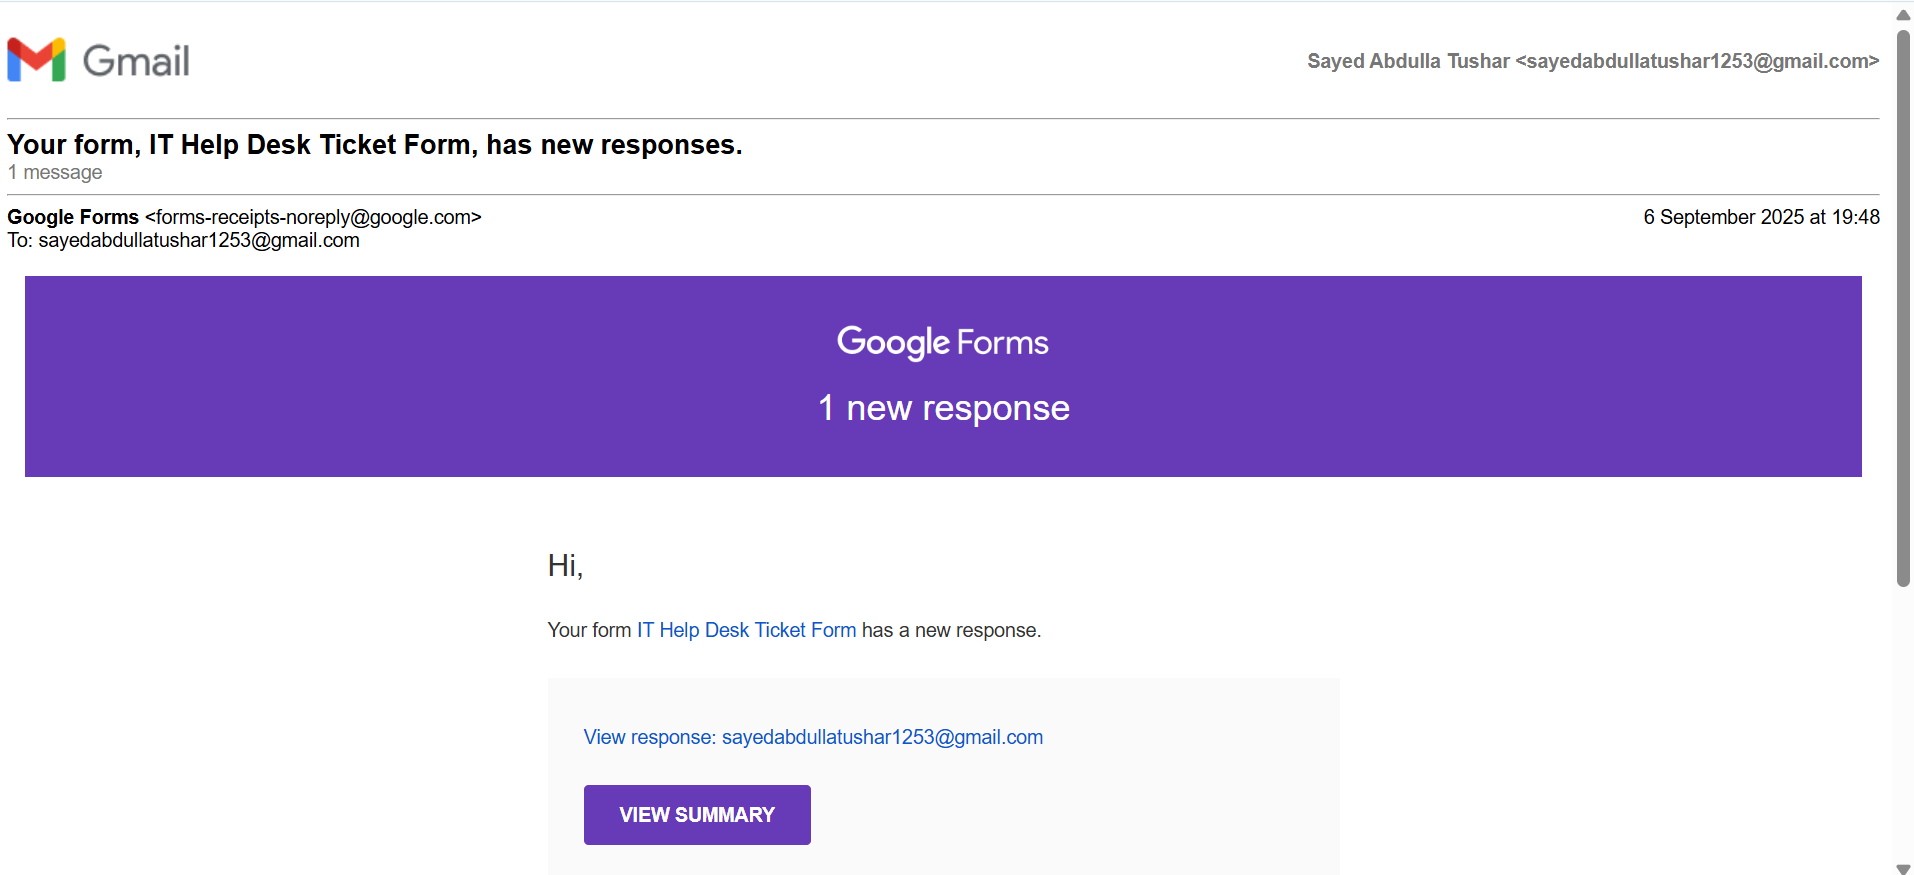 Gmail
Sayed Abdulla Tushar <sayedabdullatushar1253@gmail.com>
Your form, IT Help Desk Ticket Form, has new responses.
1 message
Google Forms <forms-receipts-noreply@google.com>
6 September 2025 at 19:48
To: sayedabdullatushar1253@gmail.com
Google Forms
1 new response
Hi,
Your form IT Help Desk Ticket Form has a new response.
View response: sayedabdullatushar1253@gmail.com
VIEW SUMMARY